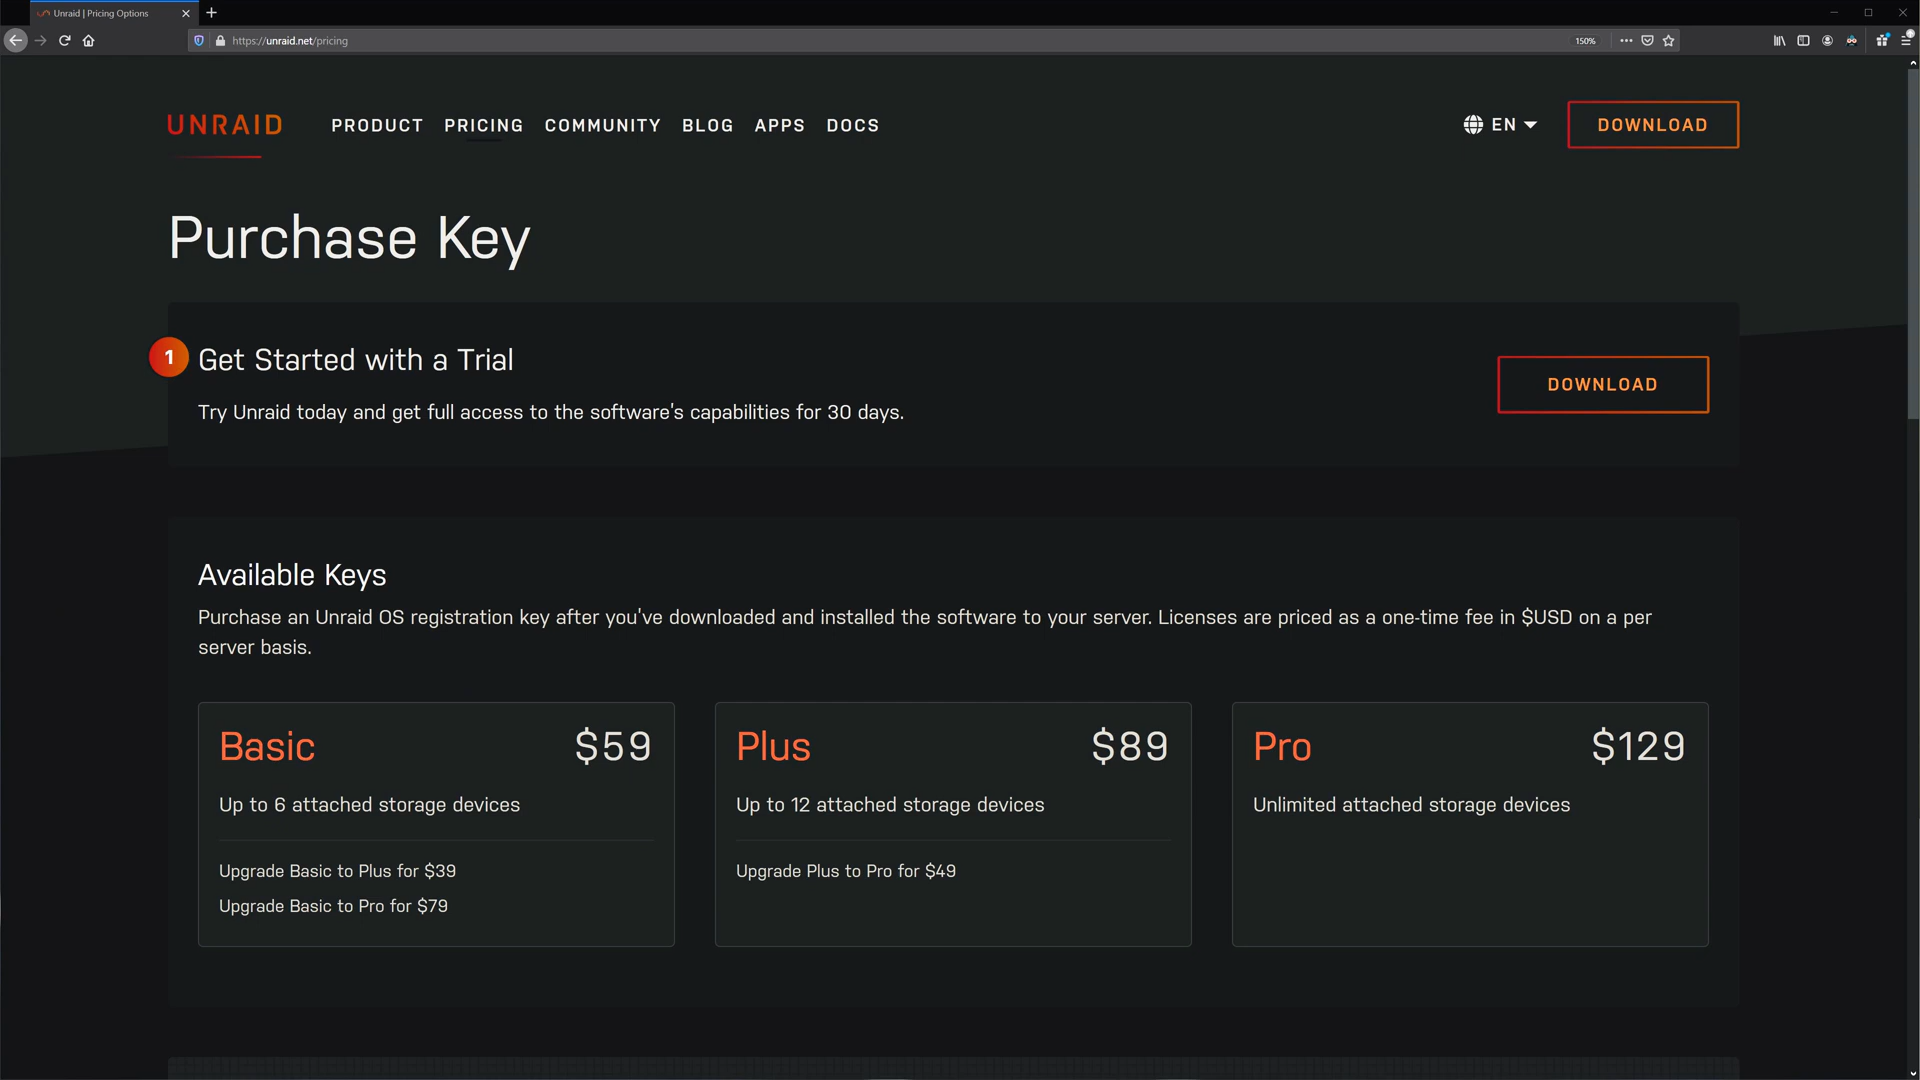 Unraid | Pricing Options
https://unraid.net/pricing
150%
UNRAID
PRODUCT PRICING COMMUNITY BLOG APPS DOCS
EN
DOWNLOAD
Purchase Key
1
Get Started with a Trial
Try Unraid today and get full access to the software's capabilities for 30 days.
DOWNLOAD
Available Keys
Purchase an Unraid OS registration key after you've downloaded and installed the software to your server. Licenses are priced as a one-time fee in $USD on a per
server basis.
Basic $59
Up to 6 attached storage devices
Upgrade Basic to Plus for $39
Upgrade Basic to Pro for $79
Plus $89
Up to 12 attached storage devices
Upgrade Plus to Pro for $49
Pro $129
Unlimited attached storage devices